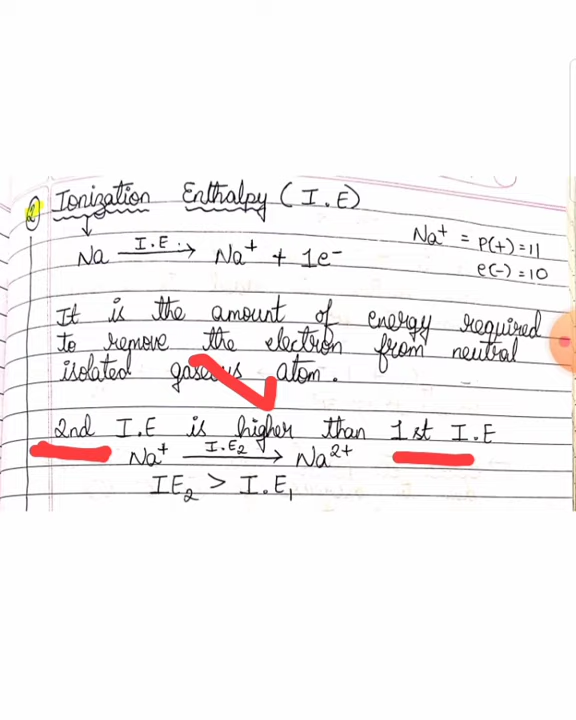 2 Ionization Enthalpy (I.E)
Na⁺ = p(+) = 11
e(-) = 10
Na —I.E.→ Na⁺ + 1e⁻
It is the amount of energy required
to remove the electron from neutral
isolated gaseous atom.
2nd I.E is higher than 1st I.E
Na⁺ —I.E₂→ Na²⁺
IE₂ > I.E₁